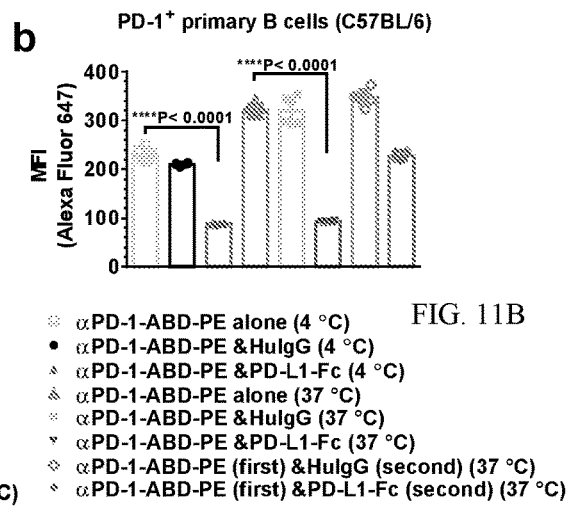 b
PD-1+ primary B cells (C57BL/6)
MFI
(Alexa Fluor 647)
400
300
200
100
0
****P< 0.0001
****P< 0.0001
FIG. 11B
αPD-1-ABD-PE alone (4 °C)
αPD-1-ABD-PE &HuIgG (4 °C)
αPD-1-ABD-PE &PD-L1-Fc (4 °C)
αPD-1-ABD-PE alone (37 °C)
αPD-1-ABD-PE &HuIgG (37 °C)
αPD-1-ABD-PE &PD-L1-Fc (37 °C)
αPD-1-ABD-PE (first) &HuIgG (second) (37 °C)
C) αPD-1-ABD-PE (first) &PD-L1-Fc (second) (37 °C)